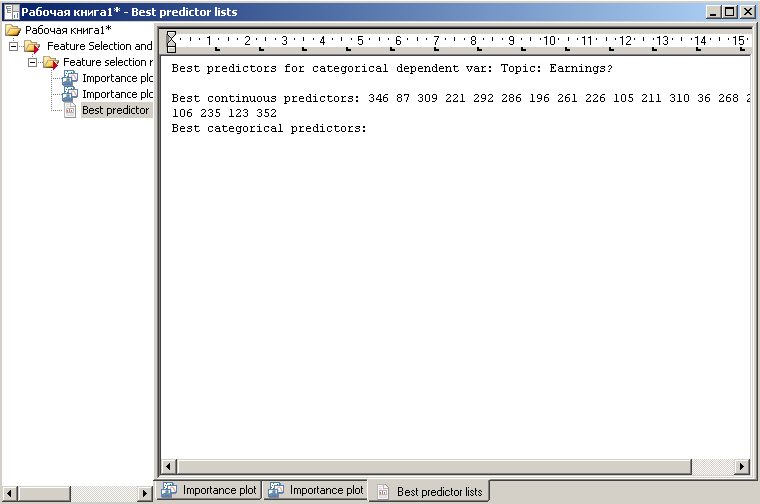 Рабочая книга1* - Best predictor lists
Рабочая книга1*
Feature Selection and
Feature selection r
Importance plo
Importance plo
Best predictor
1 2 3 4 5 6 7 8 9 10 11 12 13 14 15
Best predictors for categorical dependent var: Topic: Earnings?
Best continuous predictors: 346 87 309 221 292 286 196 261 226 105 211 310 36 268 2
106 235 123 352
Best categorical predictors:
Importance plot
Importance plot
Best predictor lists